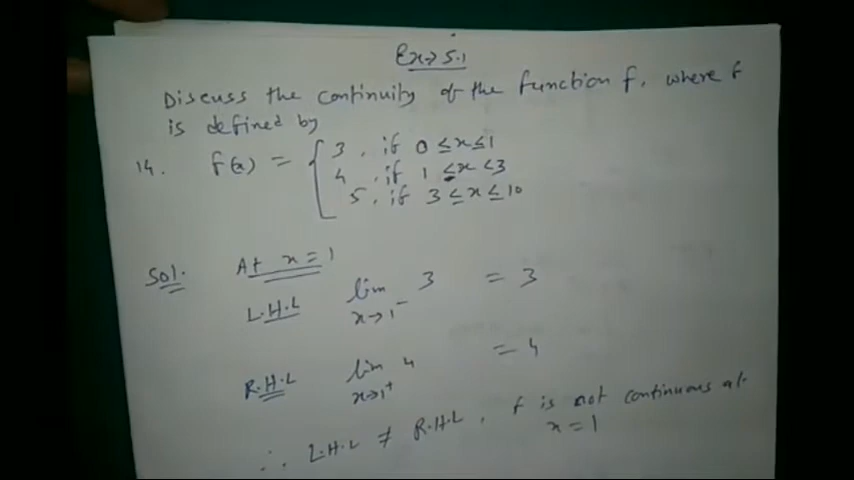 Ex→5.1
Discuss the continuity of the function f, where f
is defined by
14. f(x) = { 3, if 0 ≤ x ≤ 1
4, if 1 ≤ x < 3
5, if 3 ≤ x ≤ 10
Sol. At x = 1
L.H.L lim 3 = 3
x→1⁻
R.H.L lim 4 = 4
x→1⁺
∴ L.H.L ≠ R.H.L, f is not continuous at
x = 1